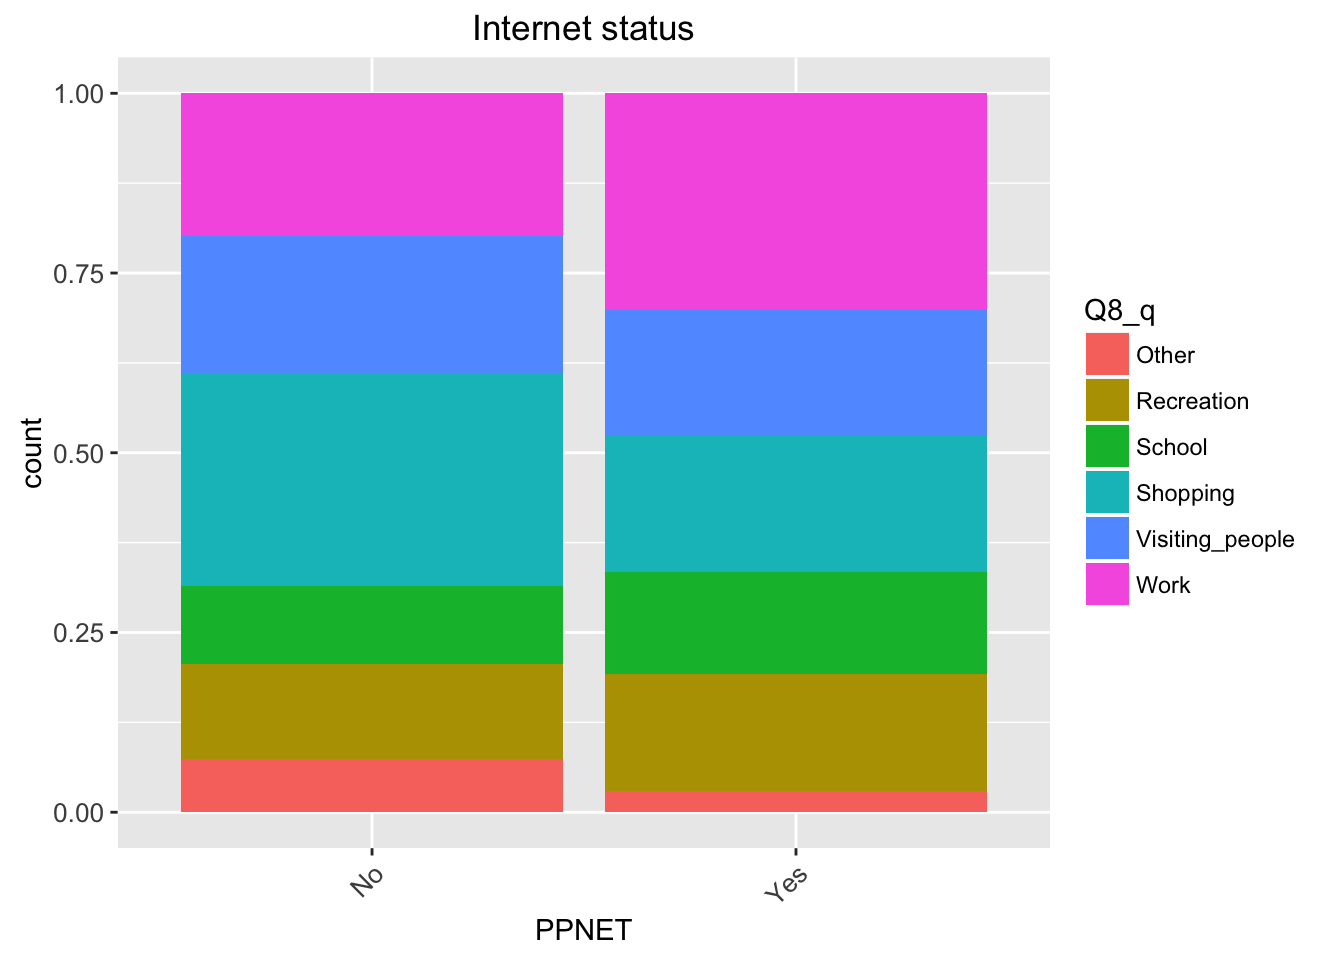 Internet status
1.00
0.75
0.50
0.25
0.00
count
No
Yes
PPNET
Q8_q
Other
Recreation
School
Shopping
Visiting_people
Work